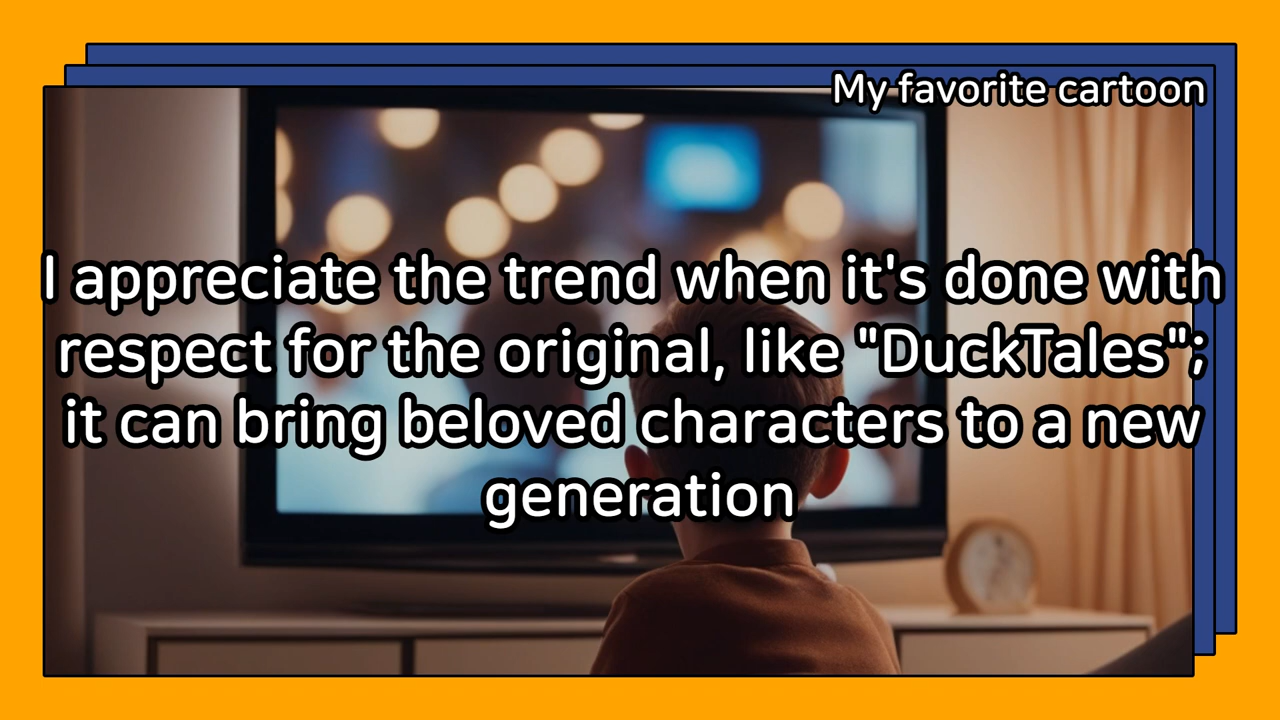 My favorite cartoon
I appreciate the trend when it's done with
respect for the original, like "DuckTales";
it can bring beloved characters to a new
generation